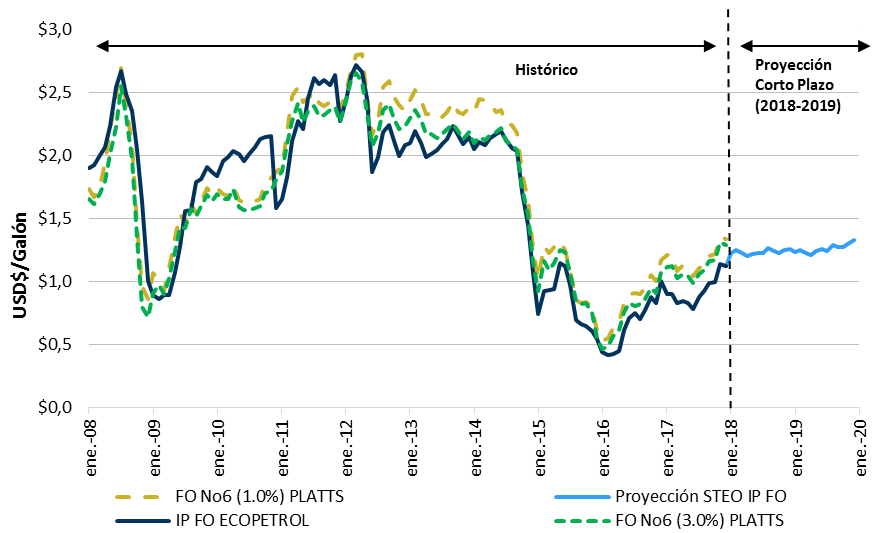 $3,0
$2,5
$2,0
$1,5
$1,0
$0,5
$0,0
USD$/Galón
Histórico
Proyección
Corto Plazo
(2018-2019)
ene.-08
ene.-09
ene.-10
ene.-11
ene.-12
ene.-13
ene.-14
ene.-15
ene.-16
ene.-17
ene.-18
ene.-19
ene.-20
FO No6 (1.0%) PLATTS
Proyección STEO IP FO
IP FO ECOPETROL
FO No6 (3.0%) PLATTS